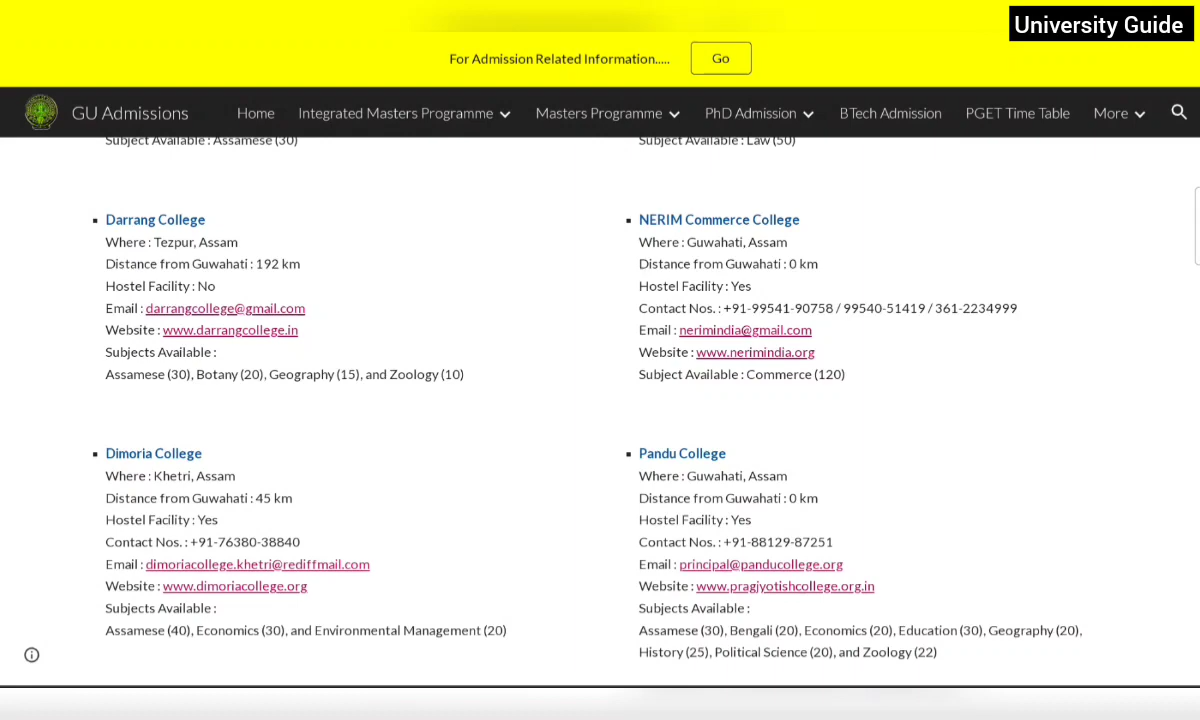 University Guide
For Admission Related Information.....
Go
GU Admissions
Home
Integrated Masters Programme
Masters Programme
PhD Admission
BTech Admission
PGET Time Table
More
Subject Available : Assamese (30)
Subject Available : Law (50)
Darrang College
Where : Tezpur, Assam
Distance from Guwahati : 192 km
Hostel Facility : No
Email : darrangcollege@gmail.com
Website : www.darrangcollege.in
Subjects Available :
Assamese (30), Botany (20), Geography (15), and Zoology (10)
NERIM Commerce College
Where : Guwahati, Assam
Distance from Guwahati : 0 km
Hostel Facility : Yes
Contact Nos. : +91-99541-90758 / 99540-51419 / 361-2234999
Email : nerimindia@gmail.com
Website : www.nerimindia.org
Subject Available : Commerce (120)
Dimoria College
Where : Khetri, Assam
Distance from Guwahati : 45 km
Hostel Facility : Yes
Contact Nos. : +91-76380-38840
Email : dimoriacollege.khetri@rediffmail.com
Website : www.dimoriacollege.org
Subjects Available :
Assamese (40), Economics (30), and Environmental Management (20)
Pandu College
Where : Guwahati, Assam
Distance from Guwahati : 0 km
Hostel Facility : Yes
Contact Nos. : +91-88129-87251
Email : principal@panducollege.org
Website : www.pragjyotishcollege.org.in
Subjects Available :
Assamese (30), Bengali (20), Economics (20), Education (30), Geography (20),
History (25), Political Science (20), and Zoology (22)